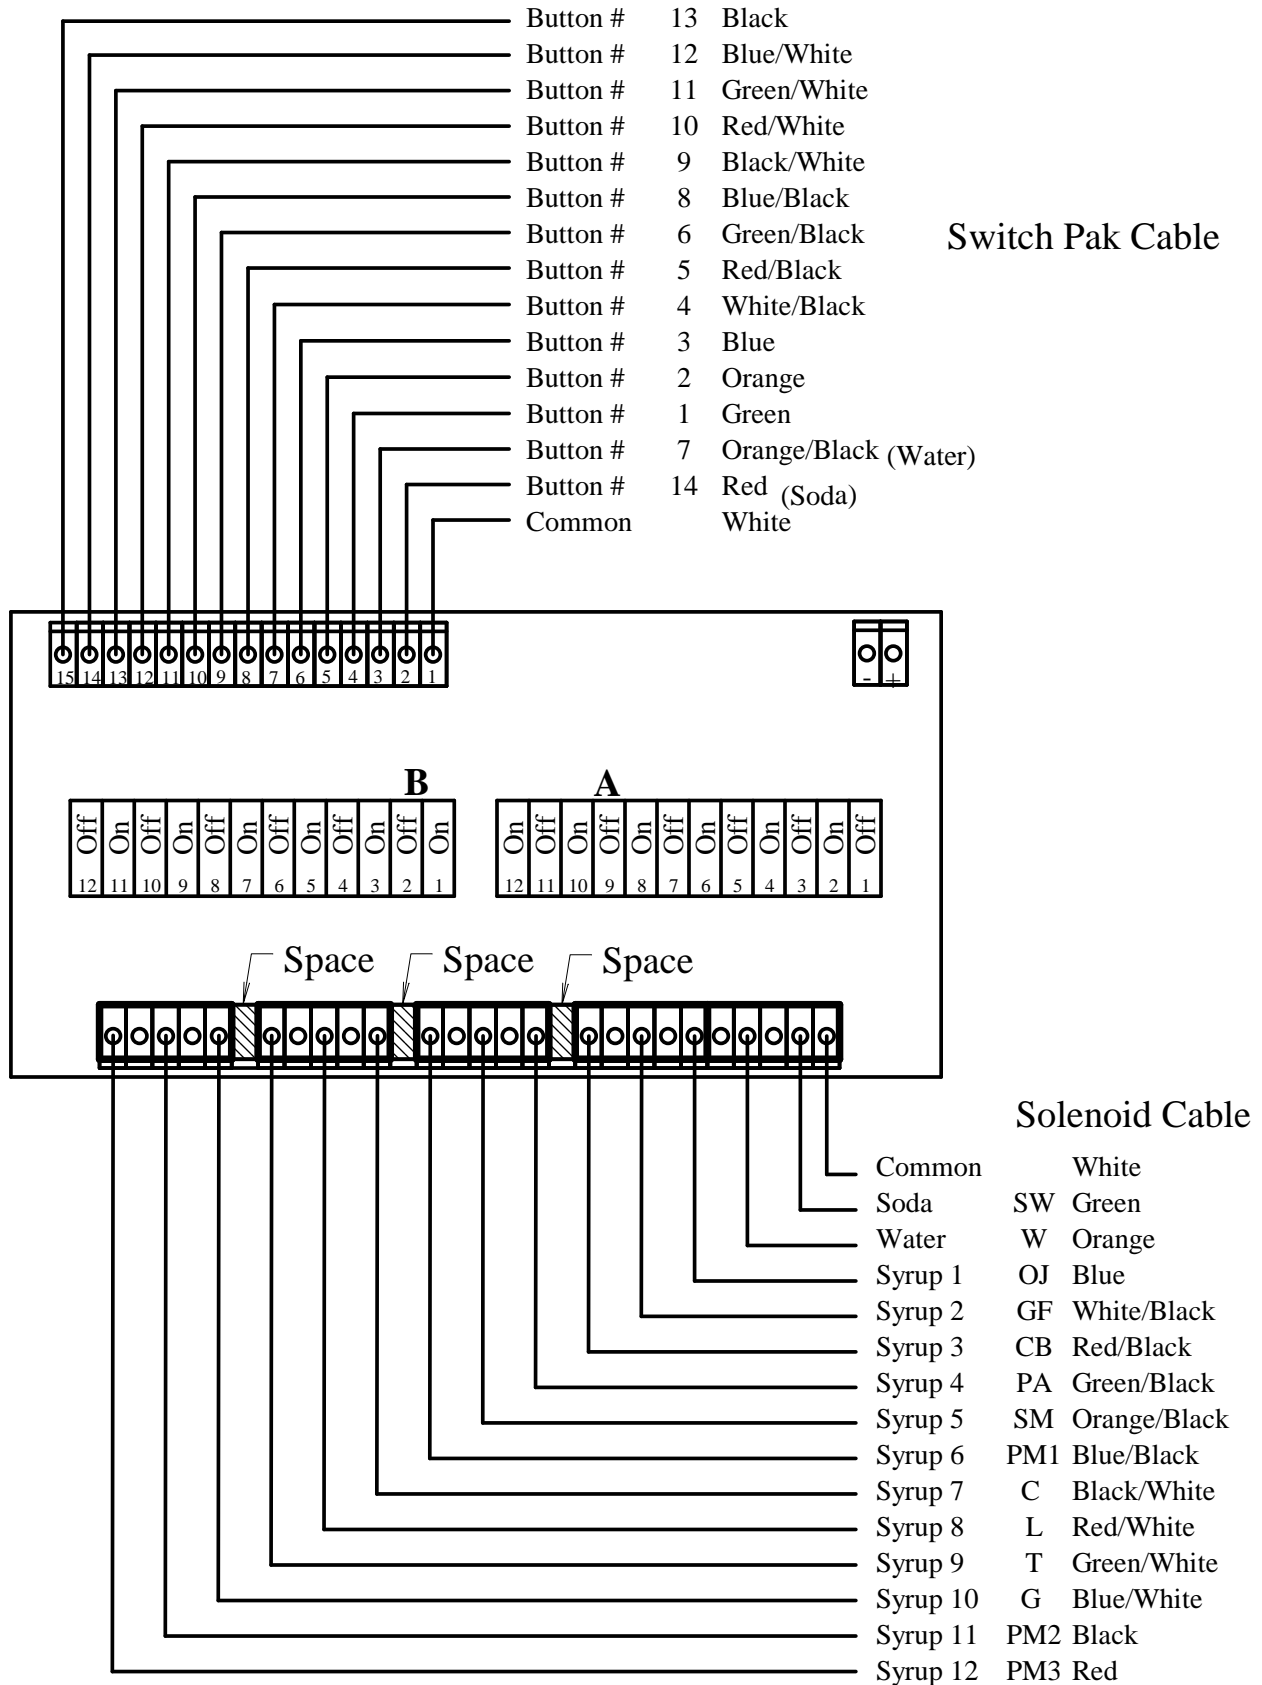 Button # 13 Black
Button # 12 Blue/White
Button # 11 Green/White
Button # 10 Red/White
Button # 9 Black/White
Button # 8 Blue/Black
Button # 6 Green/Black
Switch Pak Cable
Button # 5 Red/Black
Button # 4 White/Black
Button # 3 Blue
Button # 2 Orange
Button # 1 Green
Button # 7 Orange/Black (Water)
Button # 14 Red (Soda)
Common White
15 14 13 12 11 10 9 8 7 6 5 4 3 2 1
- +
B A
Off On Off On Off On Off On Off On Off On
12 11 10 9 8 7 6 5 4 3 2 1
On Off On Off On Off On Off On Off On Off
12 11 10 9 8 7 6 5 4 3 2 1
Space Space Space
Solenoid Cable
Common White
Soda SW Green
Water W Orange
Syrup 1 OJ Blue
Syrup 2 GF White/Black
Syrup 3 CB Red/Black
Syrup 4 PA Green/Black
Syrup 5 SM Orange/Black
Syrup 6 PM1 Blue/Black
Syrup 7 C Black/White
Syrup 8 L Red/White
Syrup 9 T Green/White
Syrup 10 G Blue/White
Syrup 11 PM2 Black
Syrup 12 PM3 Red